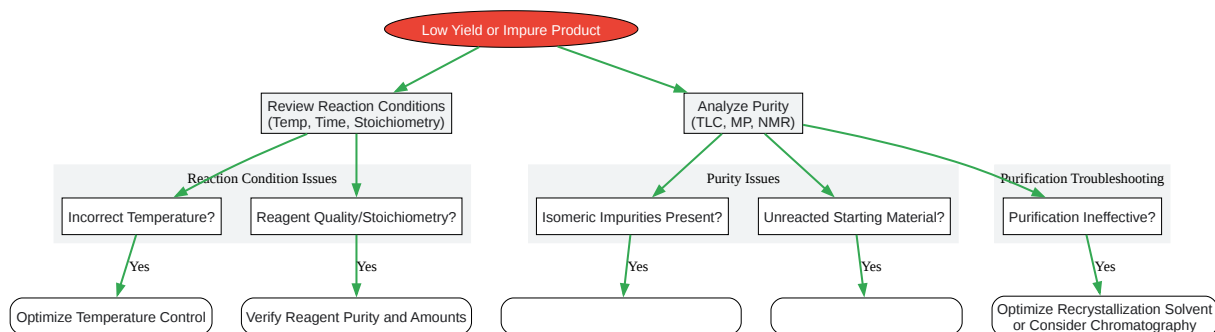 Low Yield or Impure Product
Review Reaction Conditions
(Temp, Time, Stoichiometry)
Analyze Purity
(TLC, MP, NMR)
Reaction Condition Issues
Purity Issues
Purification Troubleshooting
Incorrect Temperature?
Reagent Quality/Stoichiometry?
Isomeric Impurities Present?
Unreacted Starting Material?
Purification Ineffective?
Yes
Yes
Yes
Yes
Yes
Optimize Temperature Control
Verify Reagent Purity and Amounts
Optimize Recrystallization Solvent
or Consider Chromatography